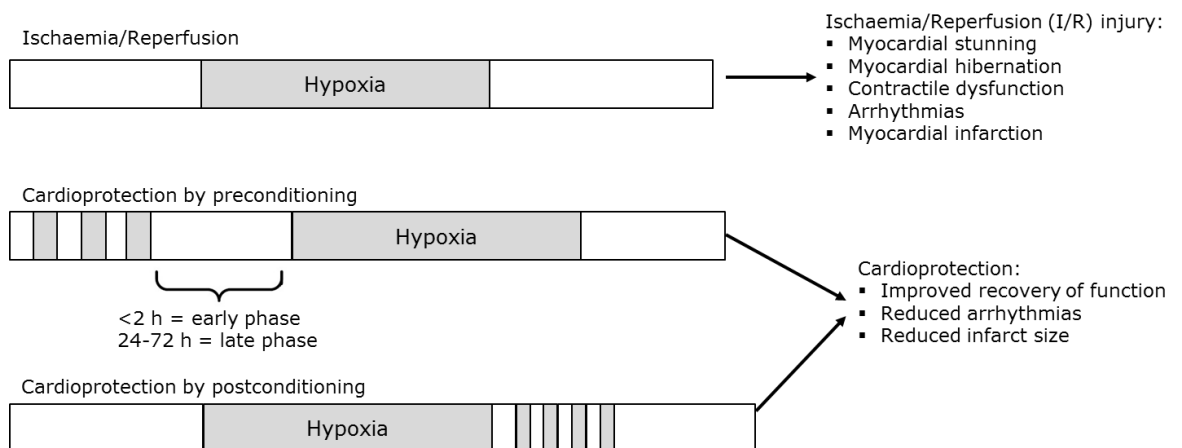 Ischaemia/Reperfusion
Hypoxia
Ischaemia/Reperfusion (I/R) injury:
▪ Myocardial stunning
▪ Myocardial hibernation
▪ Contractile dysfunction
▪ Arrhythmias
▪ Myocardial infarction
Cardioprotection by preconditioning
Hypoxia
<2 h = early phase
24-72 h = late phase
Cardioprotection:
▪ Improved recovery of function
▪ Reduced arrhythmias
▪ Reduced infarct size
Cardioprotection by postconditioning
Hypoxia